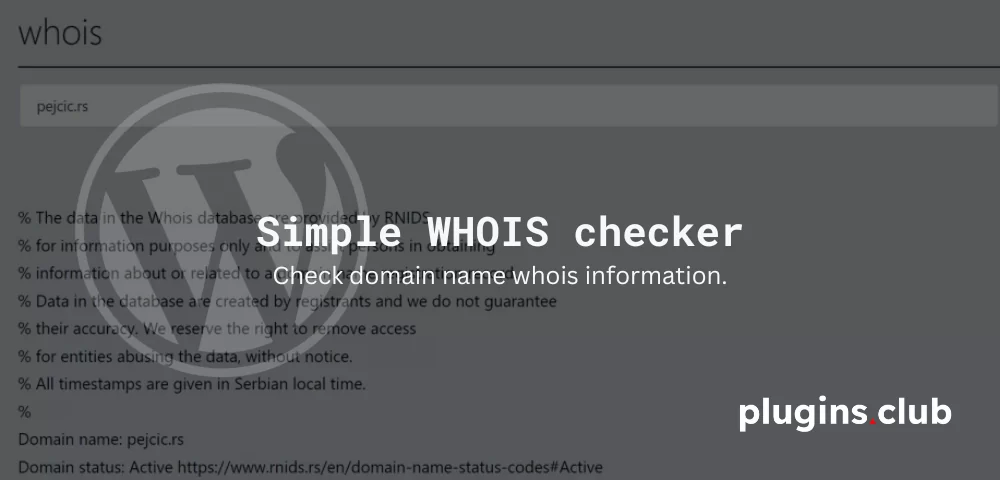 whois
pejcic.rs
% The data in the Whois database are provided by RNIDS
Simple WHOIS checker
% for information purposes only and to assist persons in obtaining
% information about or related to a
Check domain name whois information.
% Data in the database are created by registrants and we do not guarantee
% their accuracy. We reserve the right to remove access
% for entities abusing the data, without notice.
% All timestamps are given in Serbian local time.
%
plugins.club
Domain name: pejcic.rs
Domain status: Active https://www.rnids.rs/en/domain-name-status-codes#Active